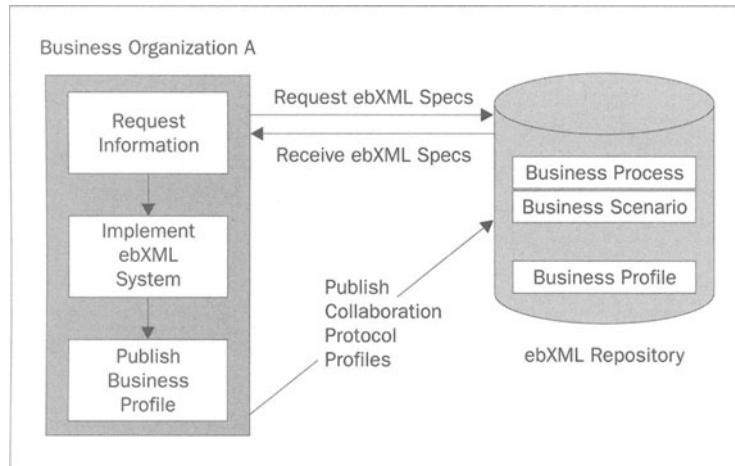 Business Organization A
Request
Information
Implement
ebXML
System
Publish
Business
Profile
Request ebXML Specs
Receive ebXML Specs
Publish
Collaboration
Protocol
Profiles
Business Process
Business Scenario
Business Profile
ebXML Repository